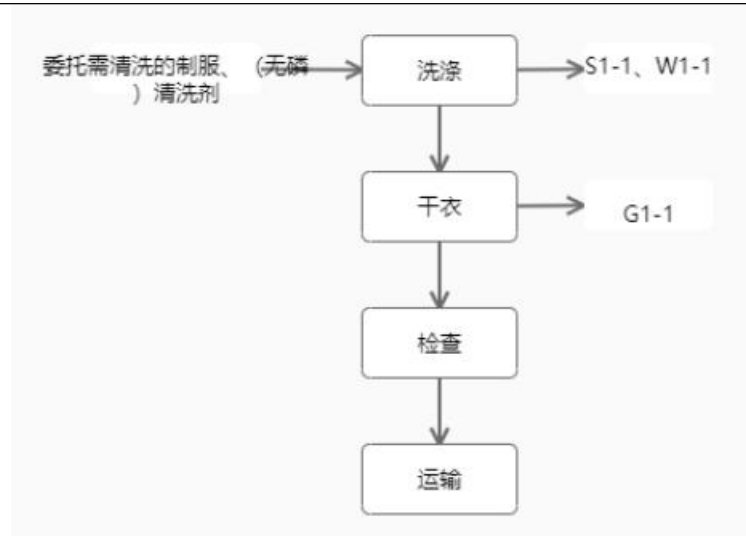 委托需清洗的制服、（无磷
）清洗剂
洗涤
S1-1、W1-1
干衣
G1-1
检查
运输